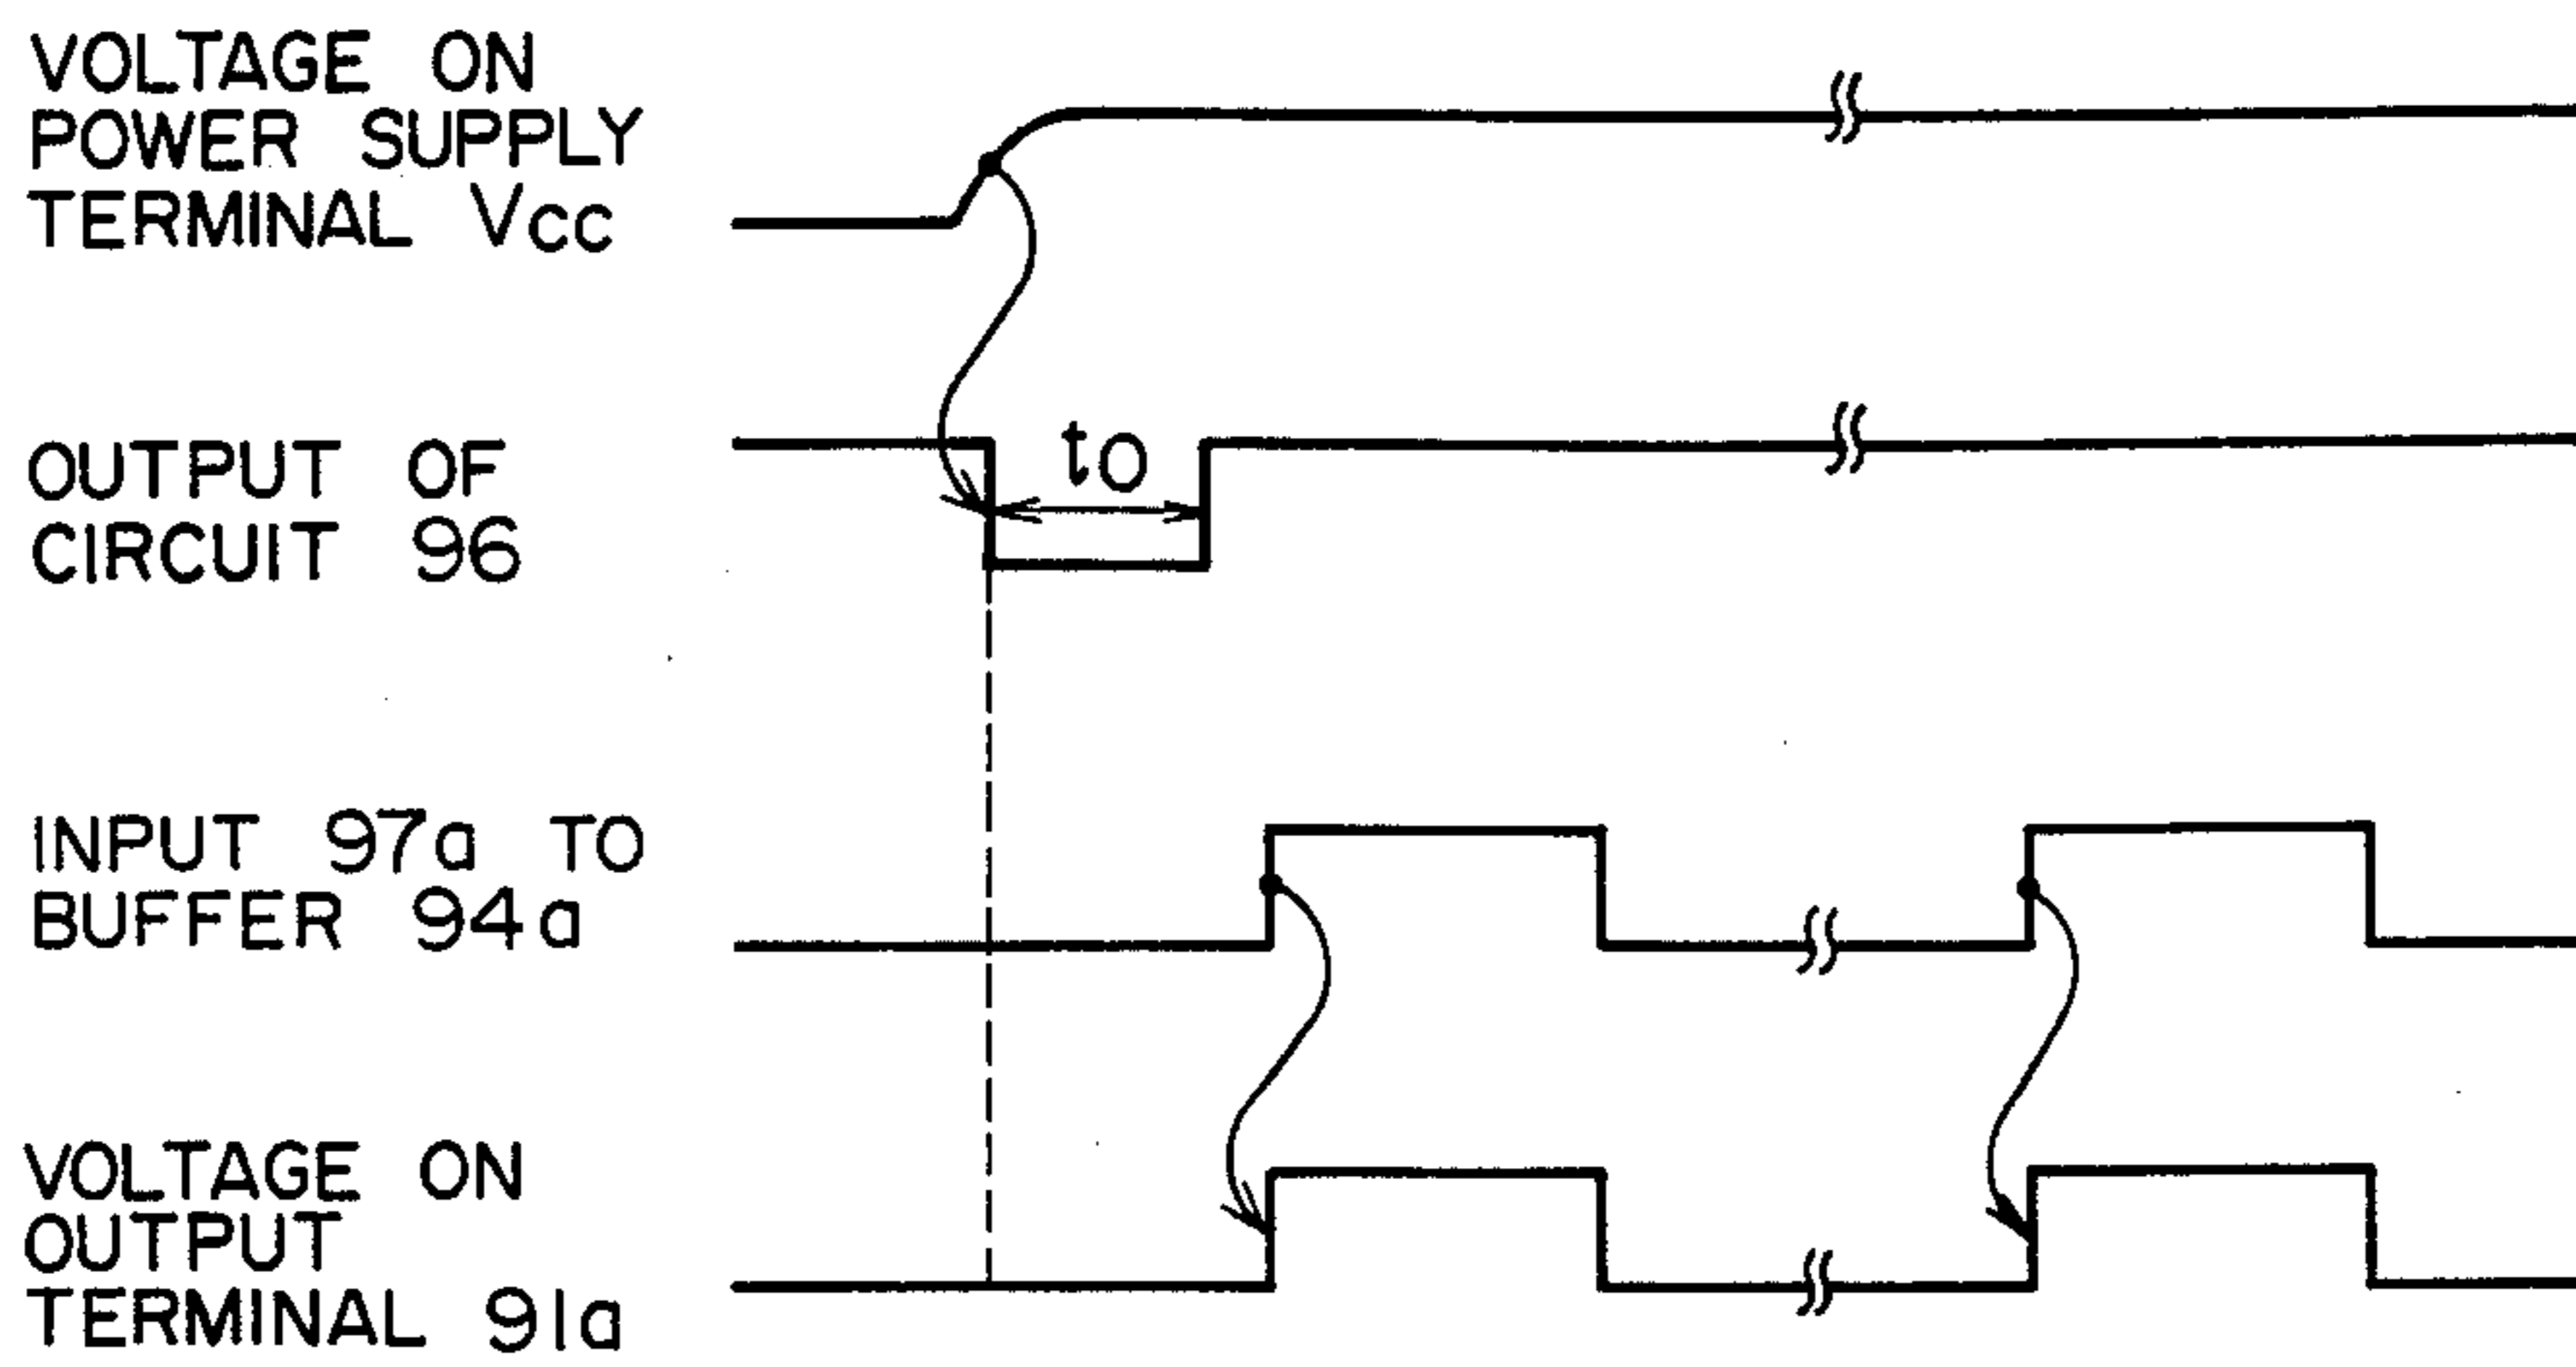 VOLTAGE ON
POWER SUPPLY
TERMINAL Vcc
OUTPUT OF
CIRCUIT 96
to
INPUT 97a TO
BUFFER 94a
VOLTAGE ON
OUTPUT
TERMINAL 91a